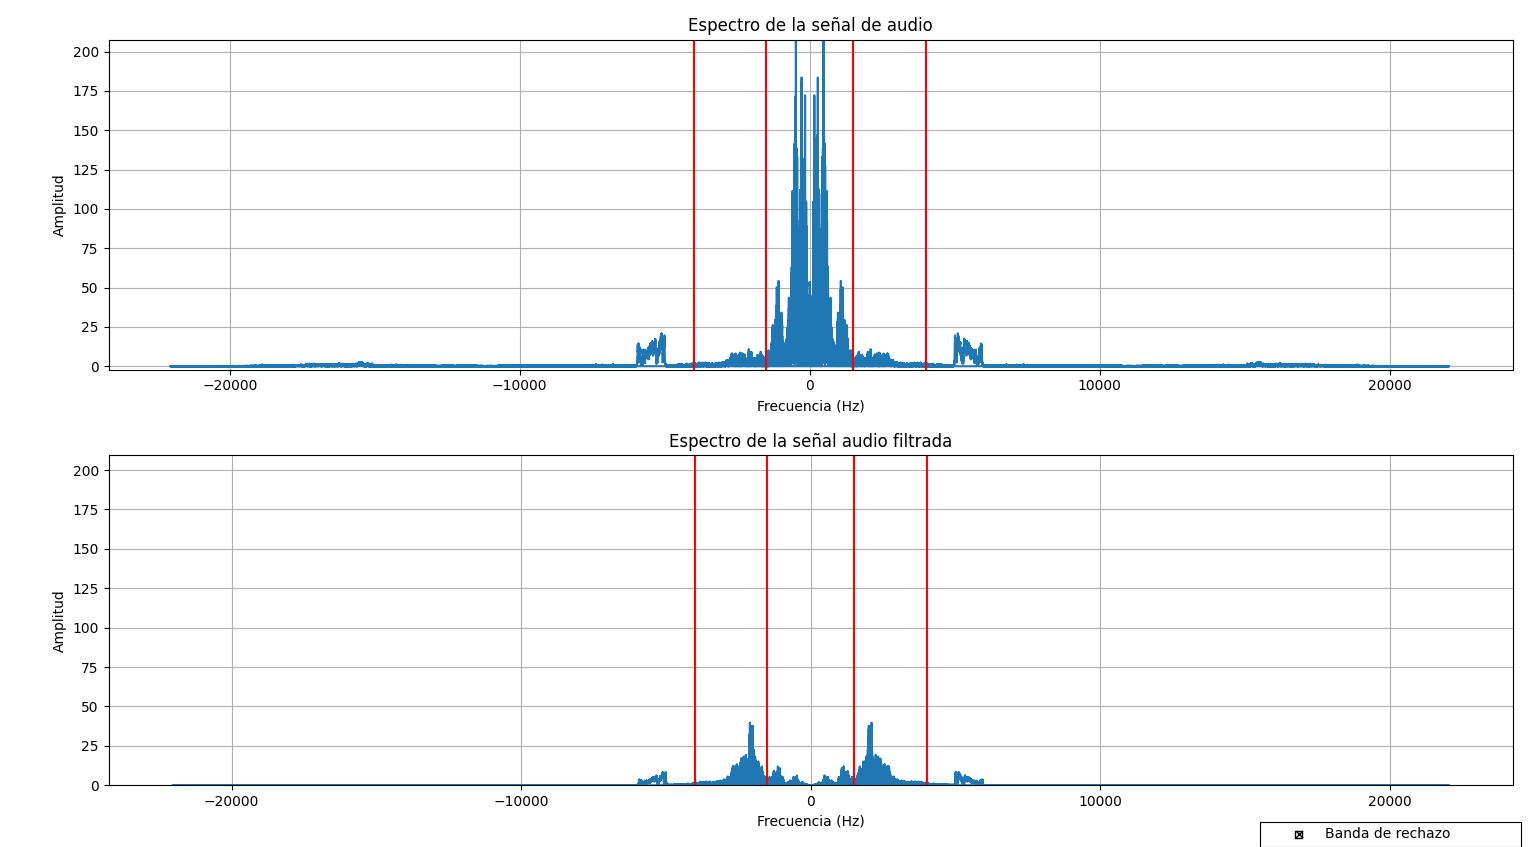 Espectro de la señal de audio
Amplitud
200
175
150
125
100
75
50
25
0
−20000 −10000 0 10000 20000
Frecuencia (Hz)
Espectro de la señal audio filtrada
Amplitud
200
175
150
125
100
75
50
25
0
−20000 −10000 0 10000 20000
Frecuencia (Hz)
Banda de rechazo